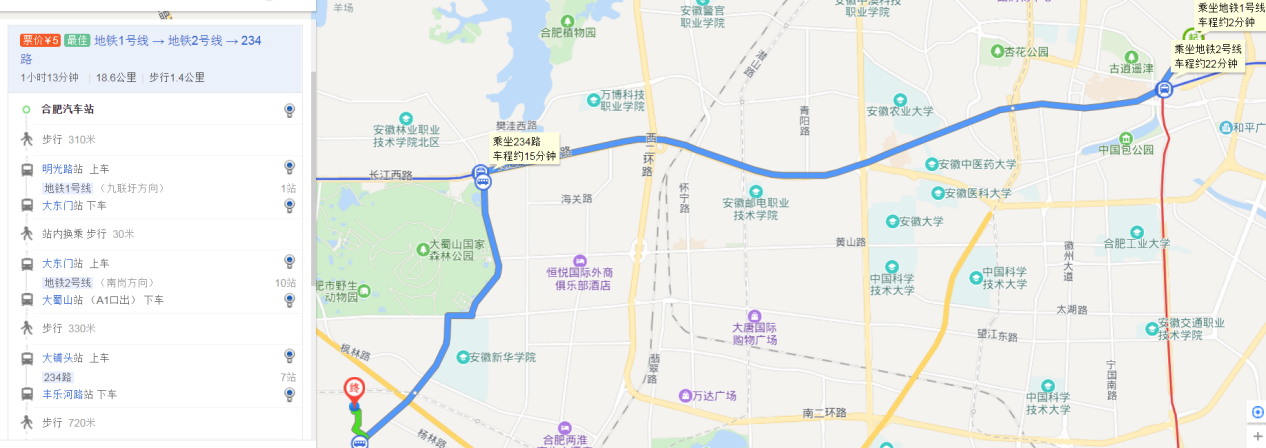 票价¥5 最佳 地铁1号线 → 地铁2号线 → 234
路
1小时13分钟 | 18.6公里 | 步行1.4公里
合肥汽车站
步行 310米
明光路站 上车
地铁1号线 （九联圩方向） 1站
大东门站 下车
站内换乘 步行 30米
大东门站 上车
地铁2号线 （南岗方向） 10站
大蜀山站 （A1口出） 下车
步行 330米
大铺头站 上车
234路 7站
丰乐河路站 下车
步行 720米
羊场
合肥植物园
安徽警官
职业学院
乘坐地铁1号线
车程约2分钟
起
乘坐地铁2号线
车程约22分钟
潜山路
杏花公园
古逍遥津
万博科技
职业学院
安徽林业职业
技术学院北区
樊洼西路
乘坐234路
车程约15分钟
路
西二环路
青阳路
安徽农业大学
和平广
中国包公园
长江西路
海关路
怀宁路
安徽邮电职业
技术学院
安徽中医药大学
安徽医科大学
安徽大学
黄山路
合肥工业大学
徽州大道
大蜀山国家
森林公园
恒悦国际外商
俱乐部酒店
中国科学
技术大学
中国科学
技术大学
肥市野生
动物园
大唐国际
购物广场
太湖路
望江东路
安徽交通职业
技术学院
枫林路
安徽新华学院
翡翠路
宁国南路
终
万达广场
南二环路
中国科学
技术大学
杨林路
合肥两淮